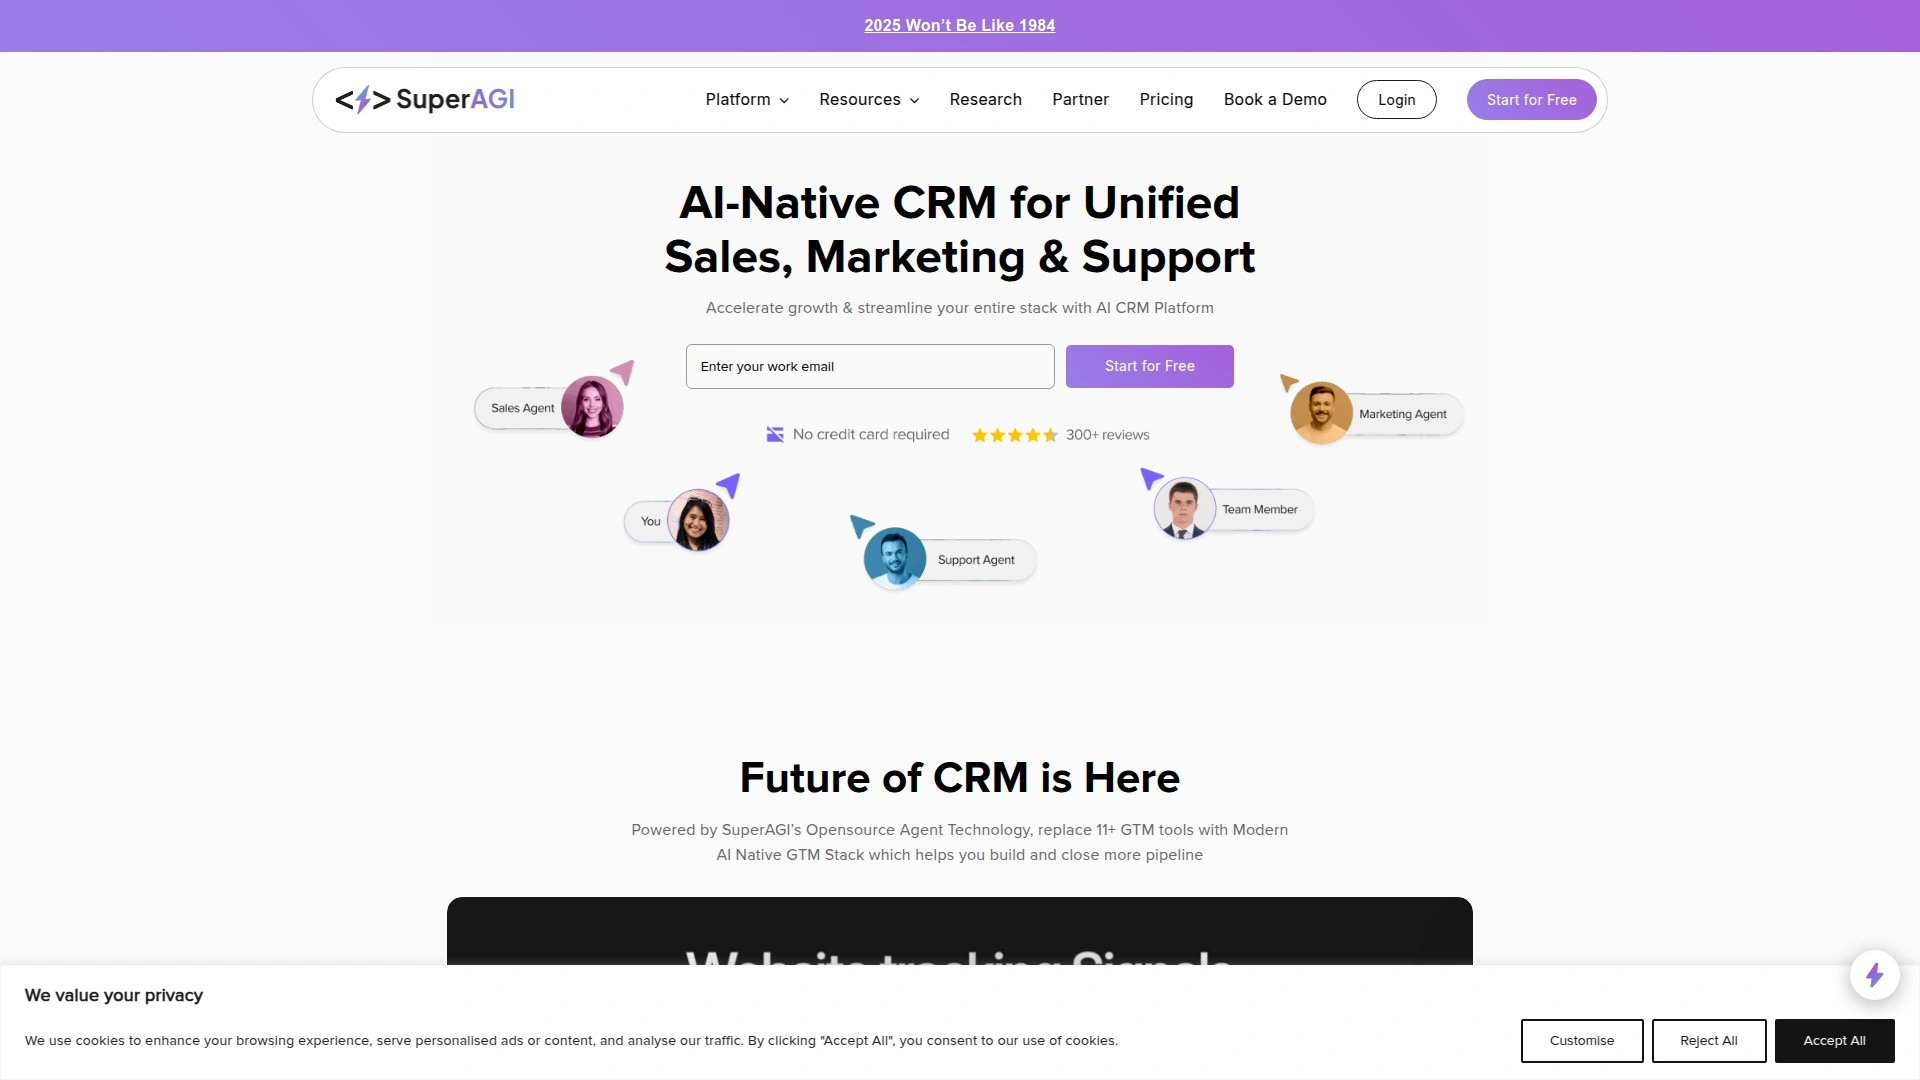 2025 Won't Be Like 1984
SuperAGI
Platform
Resources
Research
Partner
Pricing
Book a Demo
Login
Start for Free
AI-Native CRM for Unified
Sales, Marketing & Support
Accelerate growth & streamline your entire stack with AI CRM Platform
Enter your work email
Start for Free
Sales Agent
Marketing Agent
No credit card required
300+ reviews
You
Team Member
Support Agent
Future of CRM is Here
Powered by SuperAGI's Opensource Agent Technology, replace 11+ GTM tools with Modern
AI Native GTM Stack which helps you build and close more pipeline
Website tracking Signals
We value your privacy
We use cookies to enhance your browsing experience, serve personalised ads or content, and analyse our traffic. By clicking "Accept All", you consent to our use of cookies.
Customise
Reject All
Accept All